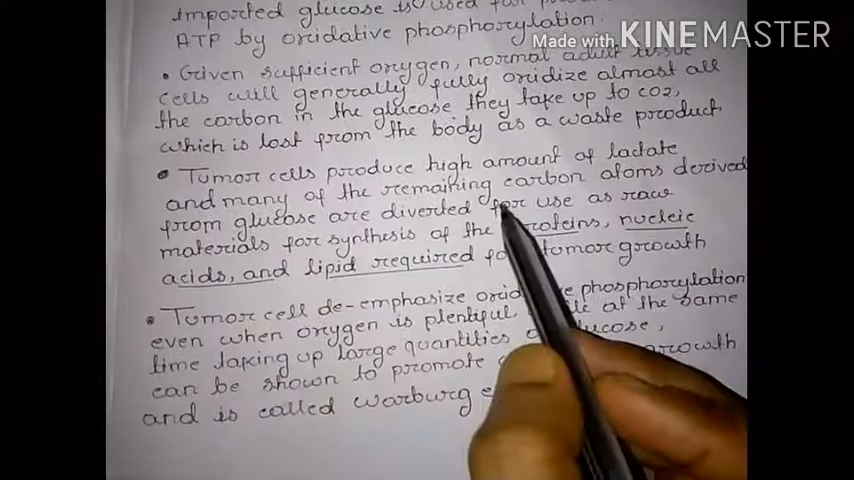 imported glucose is used for
ATP by oxidative phosphorylation.
Made with KINEMASTER
• Given sufficient oxygen, normal adult tissue
cells will generally fully oxidize almost all
the carbon in the glucose they take up to CO2,
which is lost from the body as a waste product.
• Tumor cells produce high amount of lactate
and many of the remaining carbon atoms derived
from glucose are diverted for use as raw
materials for synthesis of the proteins, nucleic
acids, and lipid required for tumor growth
• Tumor cell de-emphasize phosphorylation
even when oxygen is plentiful at the same
time taking up large quantities glucose,
can be shown to promote growth
and is called warburg